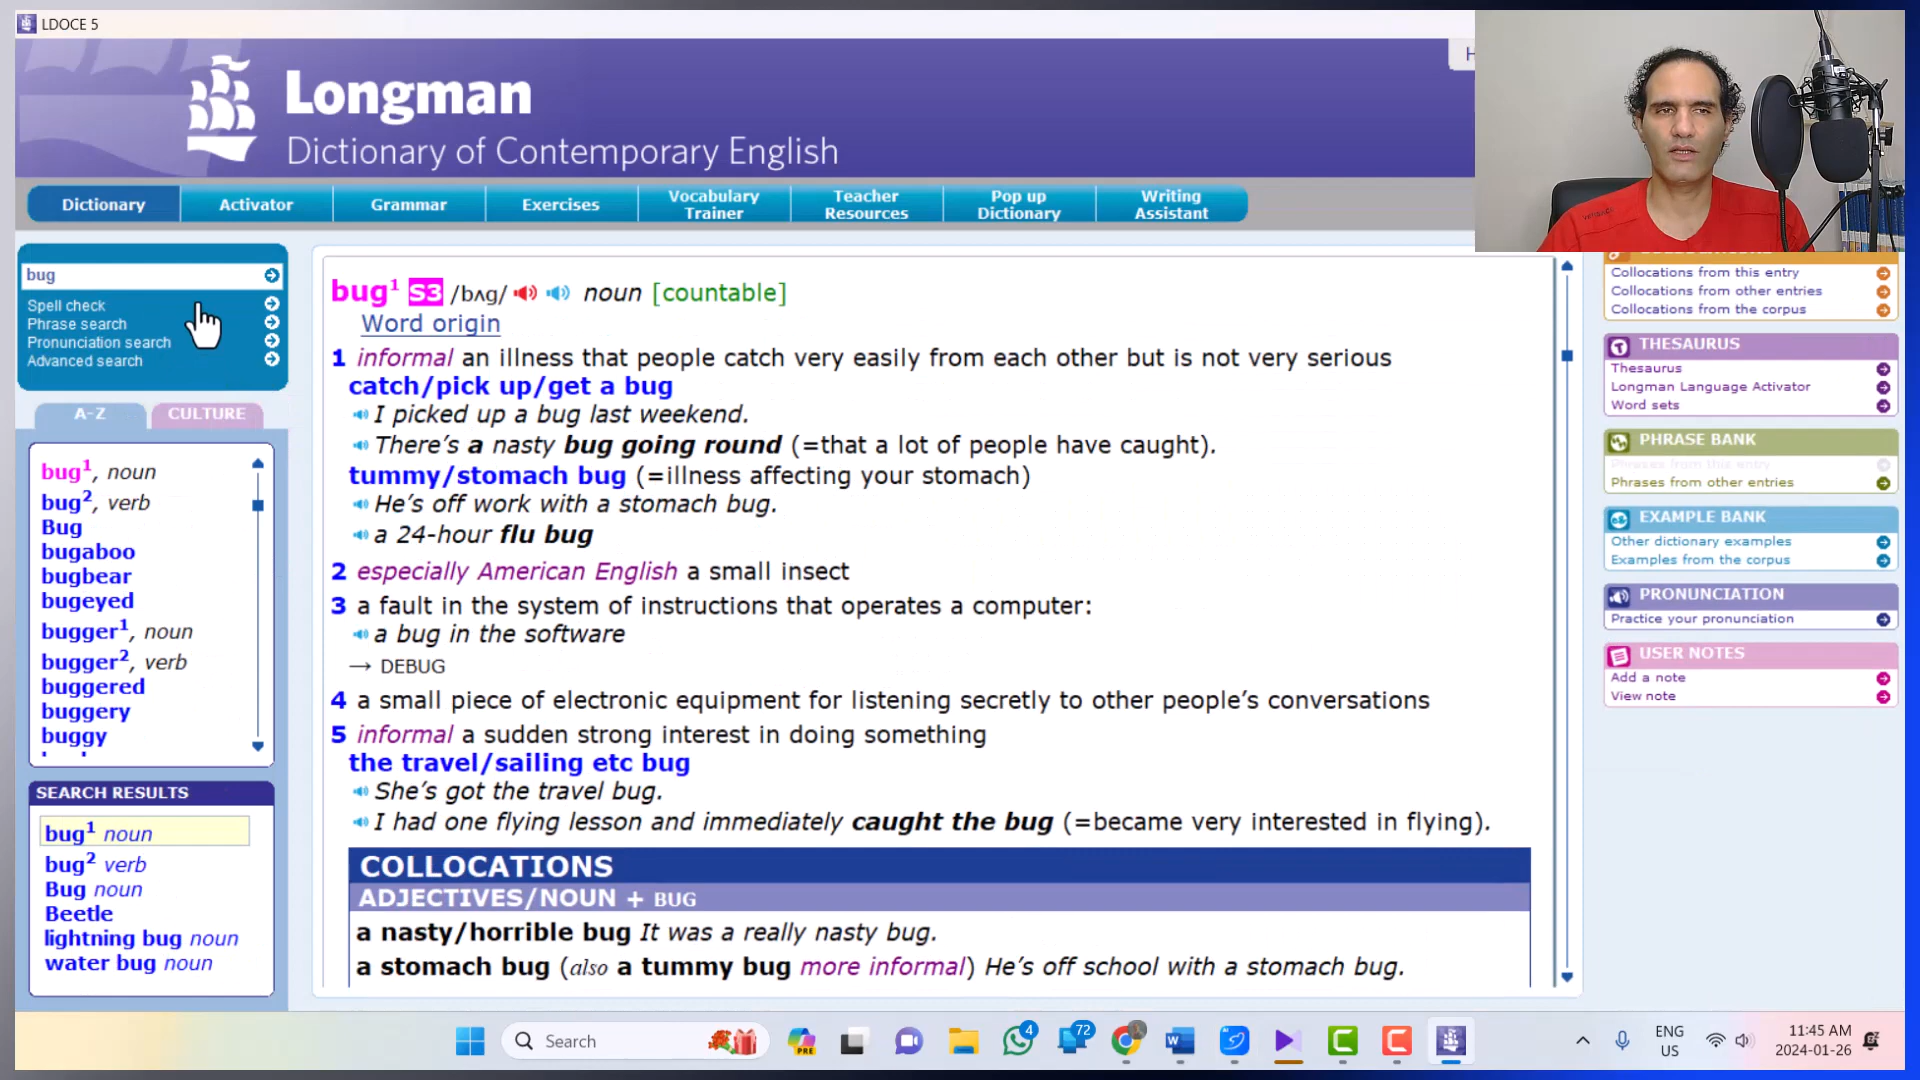 LDOCE 5
Longman
Dictionary of Contemporary English
Dictionary
Activator
Grammar
Exercises
Vocabulary
Trainer
Teacher
Resources
Pop up
Dictionary
Writing
Assistant
bug
Spell check
Phrase search
Pronunciation search
Advanced search
A-Z
CULTURE
bug1, noun
bug2, verb
Bug
bugaboo
bugbear
bugeyed
bugger1, noun
bugger2, verb
buggered
buggery
buggy
SEARCH RESULTS
bug1 noun
bug2 verb
Bug noun
Beetle
lightning bug noun
water bug noun
bug1 S3 /bʌg/ noun [countable]
Word origin
1 informal an illness that people catch very easily from each other but is not very serious
catch/pick up/get a bug
I picked up a bug last weekend.
There's a nasty bug going round (=that a lot of people have caught).
tummy/stomach bug (=illness affecting your stomach)
He's off work with a stomach bug.
a 24-hour flu bug
2 especially American English a small insect
3 a fault in the system of instructions that operates a computer:
a bug in the software
→ DEBUG
4 a small piece of electronic equipment for listening secretly to other people's conversations
5 informal a sudden strong interest in doing something
the travel/sailing etc bug
She's got the travel bug.
I had one flying lesson and immediately caught the bug (=became very interested in flying).
COLLOCATIONS
ADJECTIVES/NOUN + BUG
a nasty/horrible bug It was a really nasty bug.
a stomach bug (also a tummy bug more informal) He's off school with a stomach bug.
Collocations from this entry
Collocations from other entries
Collocations from the corpus
THESAURUS
Thesaurus
Longman Language Activator
Word sets
PHRASE BANK
Phrases from this entry
Phrases from other entries
EXAMPLE BANK
Other dictionary examples
Examples from the corpus
PRONUNCIATION
Practice your pronunciation
USER NOTES
Add a note
View note
Search
PRE
4
72
ENG
US
11:45 AM
2024-01-26